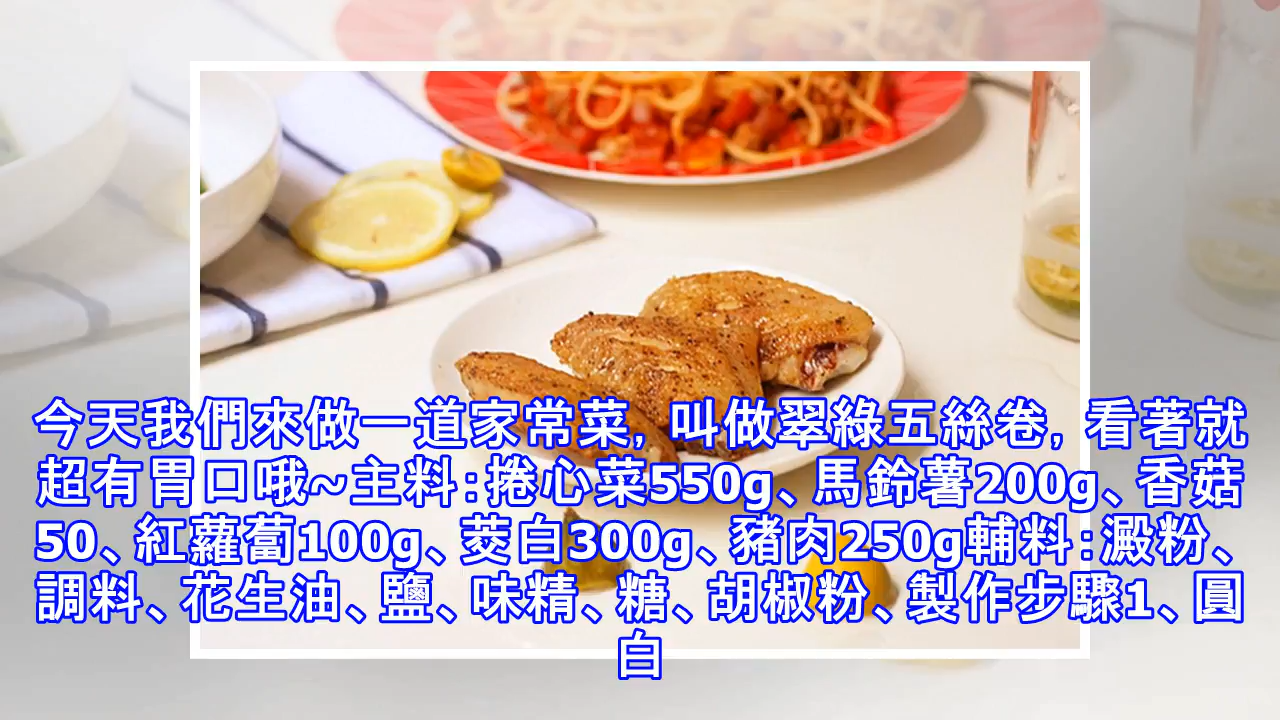 今天我們來做一道家常菜, 叫做翠綠五絲卷, 看著就
超有胃口哦~主料:捲心菜550g、馬鈴薯200g、香菇
50、紅蘿蔔100g、茭白300g、豬肉250g輔料:澱粉、
調料、花生油、鹽、味精、糖、胡椒粉、製作步驟1、圓
白